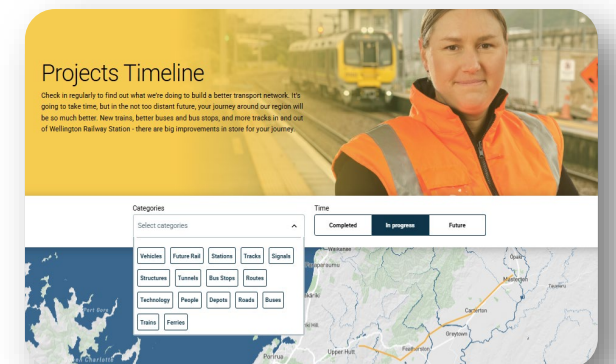 Projects Timeline
Check in regularly to find out what we're doing to build a better transport network. It's
going to take time, but in the not too distant future, your journey around our region will
be so much better. New trains, better buses and bus stops, and more tracks in and out
of Wellington Railway Station - there are big improvements in store for your journey.
Categories
Time
Select categories
Completed
In progress
Future
Vehicles
Future Rail
Stations
Tracks
Signals
Structures
Tunnels
Bus Stops
Routes
Technology
People
Depots
Roads
Buses
Trains
Ferries
Masterton
Carterton
Greytown
Featherston
Upper Hutt
Porirua